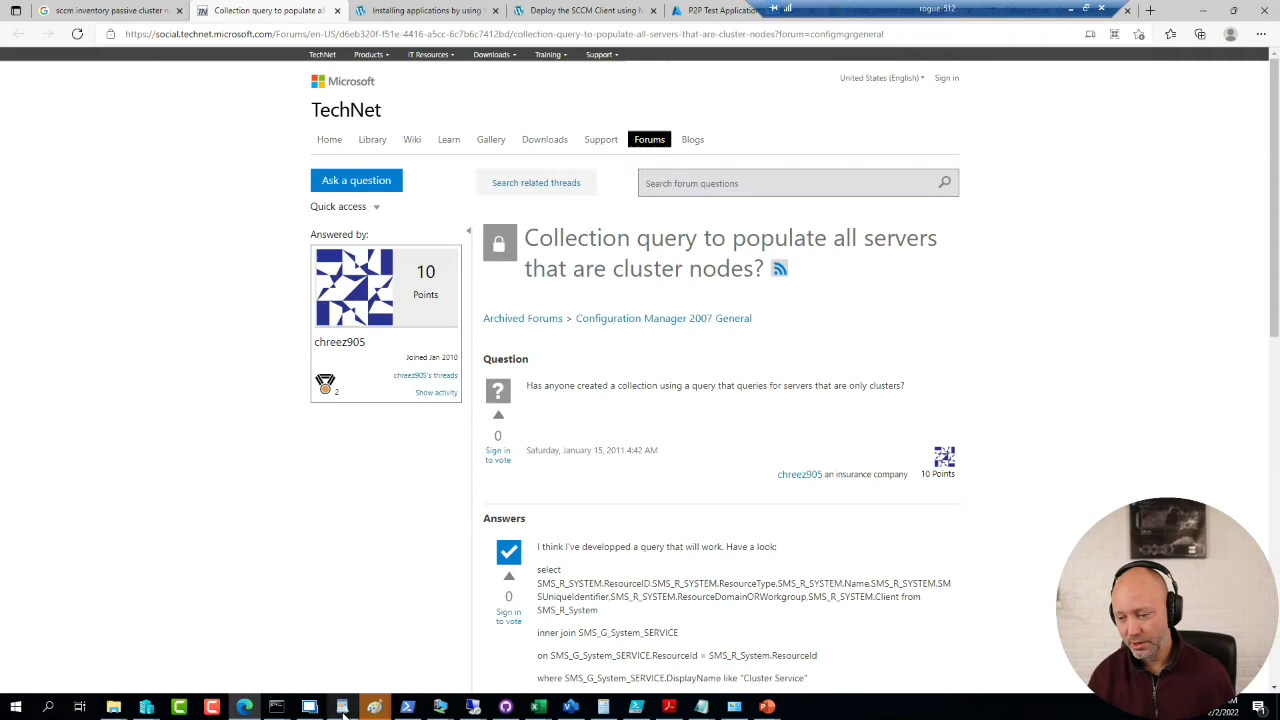 sccm inventory passive cluster n
Collection query to populate all s
Installing applications by using
Deploy the SCCM Client using
P2P Test Applica
rogue-512
https://social.technet.microsoft.com/Forums/en-US/d6eb320f-f51e-4416-a5cc-6c7b6c7412bd/collection-query-to-populate-all-servers-that-are-cluster-nodes?forum=configmgrgeneral
TechNet Products IT Resources Downloads Training Support
Microsoft
United States (English) Sign in
TechNet
Home Library Wiki Learn Gallery Downloads Support Forums Blogs
Ask a question
Search related threads
Search forum questions
Quick access
Answered by:
10
Points
chreez905
Joined Jan 2010
2
chreez905's threads
Show activity
Collection query to populate all servers
that are cluster nodes?
Archived Forums > Configuration Manager 2007 General
Question
?
Has anyone created a collection using a query that queries for servers that are only clusters?
0
Sign in
to vote
Saturday, January 15, 2011 4:42 AM
chreez905 an insurance company
10 Points
Answers
I think I've developped a query that will work. Have a look:
select
SMS_R_SYSTEM.ResourceID,SMS_R_SYSTEM.ResourceType,SMS_R_SYSTEM.Name,SMS_R_SYSTEM.SM
SUniqueIdentifier,SMS_R_SYSTEM.ResourceDomainORWorkgroup,SMS_R_SYSTEM.Client from
SMS_R_System
0
Sign in
to vote
inner join SMS_G_System_SERVICE
on SMS_G_System_SERVICE.ResourceId = SMS_R_System.ResourceId
where SMS_G_System_SERVICE.DisplayName like "Cluster Service"
2/2/2022